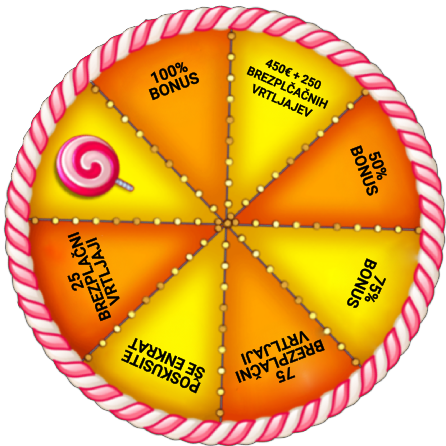 100%
BONUS
450€ + 250
BREZPLČAČNIH
VRTLJAJEV
50%
BONUS
75%
BONUS
75
BREZPLAČNI
VRTLJAJI
POSKUSITE
ŠE ENKRAT
25
BREZPLAČNI
VRTLJAJI